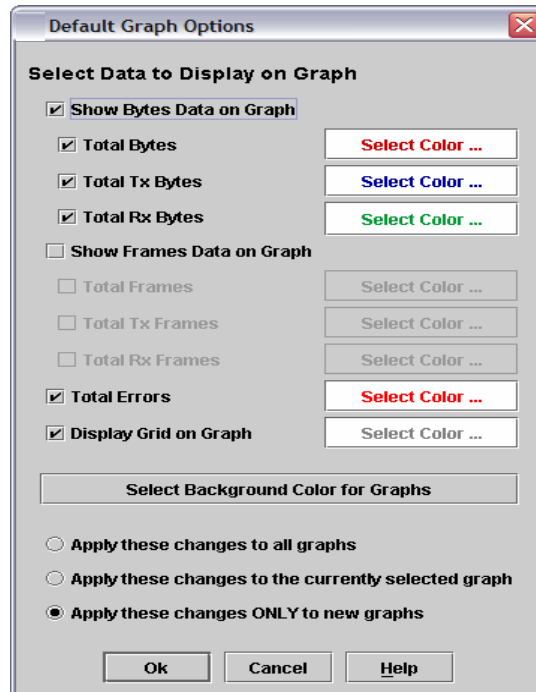 Default Graph Options
Select Data to Display on Graph
Show Bytes Data on Graph
Total Bytes Select Color ...
Total Tx Bytes Select Color ...
Total Rx Bytes Select Color ...
Show Frames Data on Graph
Total Frames Select Color ...
Total Tx Frames Select Color ...
Total Rx Frames Select Color ...
Total Errors Select Color ...
Display Grid on Graph Select Color ...
Select Background Color for Graphs
Apply these changes to all graphs
Apply these changes to the currently selected graph
Apply these changes ONLY to new graphs
Ok Cancel Help